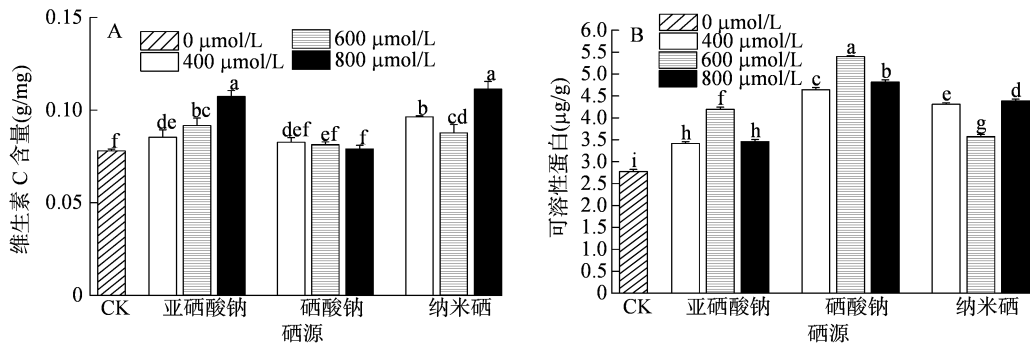 A
0 μmol/L
400 μmol/L
600 μmol/L
800 μmol/L
维生素 C 含量(g/mg)
0.15
0.10
0.05
0
f
de
bc
a
def
ef
f
b
cd
a
CK
亚硒酸钠
硒酸钠
纳米硒
硒源
B
0 μmol/L
400 μmol/L
600 μmol/L
800 μmol/L
可溶性蛋白(μg/g)
6.0
5.5
5.0
4.5
4.0
3.5
3.0
2.5
2.0
1.5
1.0
0.5
0
i
h
f
h
c
a
b
e
g
d
CK
亚硒酸钠
硒酸钠
纳米硒
硒源